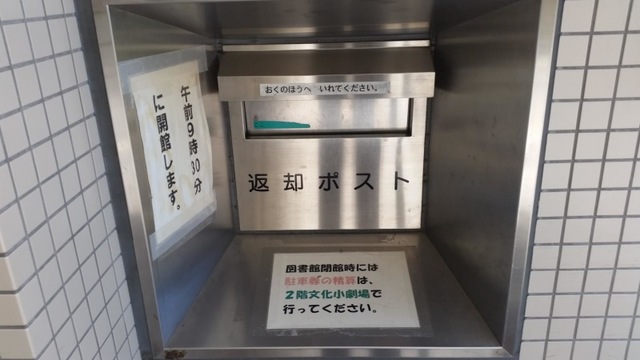 おくのほうへ いれてください。
午前9時30分
に開館します。
返却ポスト
図書館閉館時には
駐車券の精算は、
2階文化小劇場で
行ってください。